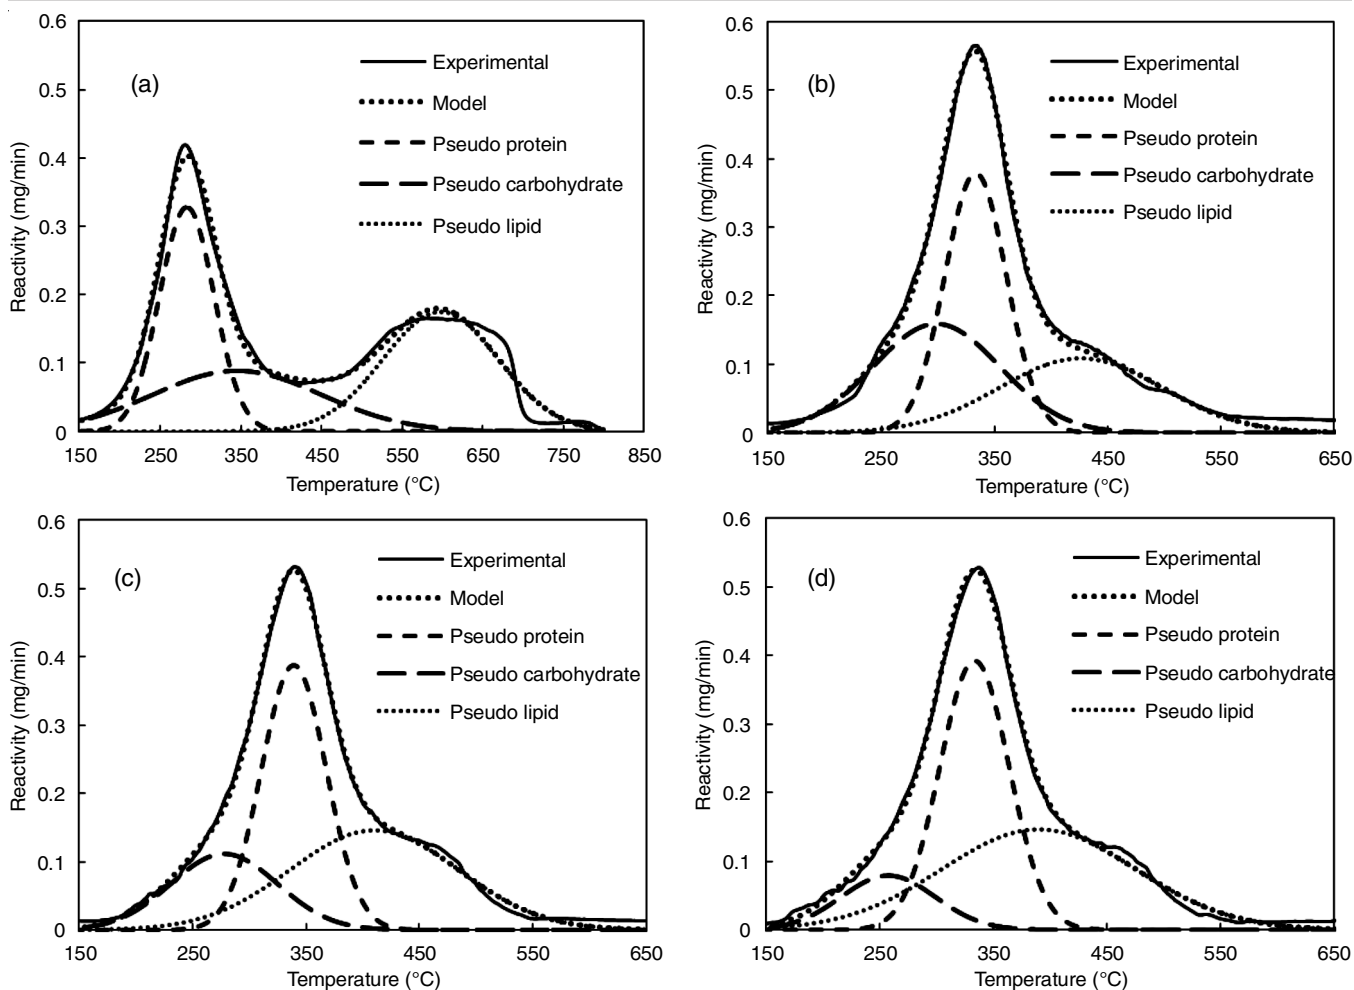 (a)
Reactivity (mg/min)
0.6
0.5
0.4
0.3
0.2
0.1
0
Experimental
Model
Pseudo protein
Pseudo carbohydrate
Pseudo lipid
150 250 350 450 550 650 750 850
Temperature (°C)
(b)
Reactivity (mg/min)
0.6
0.5
0.4
0.3
0.2
0.1
0
Experimental
Model
Pseudo protein
Pseudo carbohydrate
Pseudo lipid
150 250 350 450 550 650
Temperature (°C)
(c)
Reactivity (mg/min)
0.6
0.5
0.4
0.3
0.2
0.1
0
Experimental
Model
Pseudo protein
Pseudo carbohydrate
Pseudo lipid
150 250 350 450 550 650
Temperature (°C)
(d)
Reactivity (mg/min)
0.6
0.5
0.4
0.3
0.2
0.1
0
Experimental
Model
Pseudo protein
Pseudo carbohydrate
Pseudo lipid
150 250 350 450 550 650
Temperature (°C)